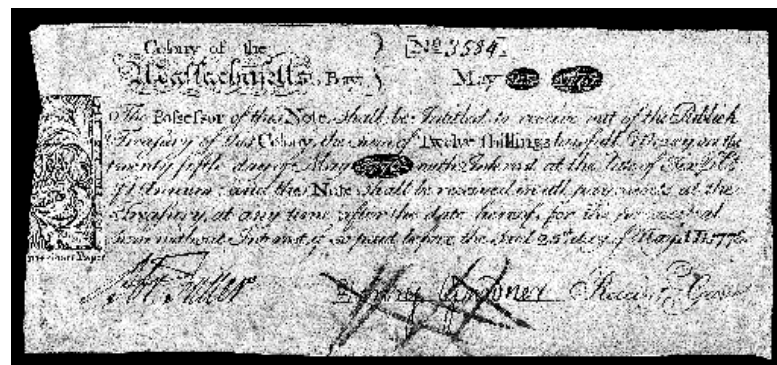 Colony of the } [No 3584.]
Massachusetts Bay } May 25 1775
The Possessor of this Note shall be Intitled to receive out of the Publick
Treasury of this Colony, the sum of Twelve shillings lawfull Money on the
twenty fifth day of May with Interest at the rate of Six
Annum: and this Note shall be received in all payments at the
Treasury, at any time after the date hereof, for the principal
Sum without Interest, if so paid before the said 25th day of May, A D 1776
Receivr Genl